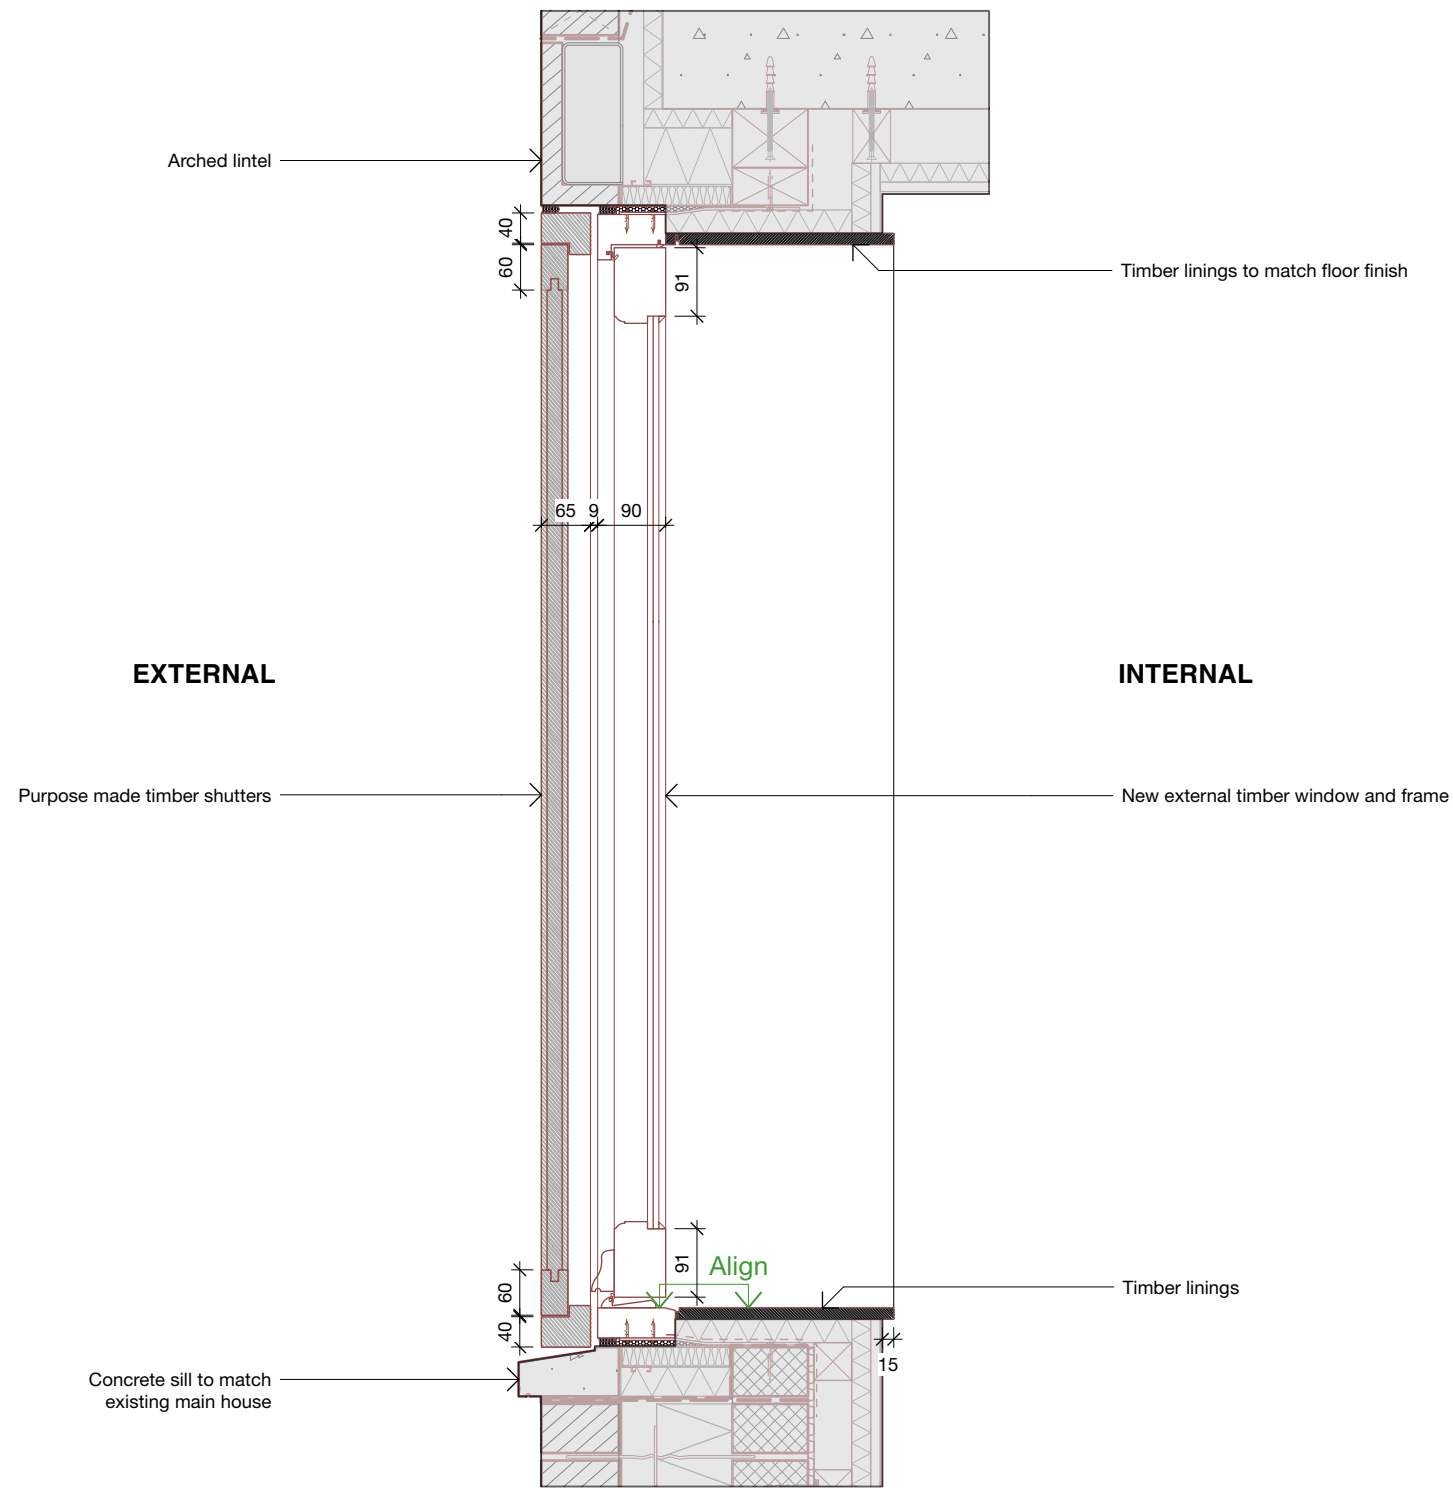 Arched lintel
40
60
91
Timber linings to match floor finish
65 9 90
EXTERNAL
INTERNAL
Purpose made timber shutters
New external timber window and frame
60
40
91
Align
Timber linings
15
Concrete sill to match
existing main house